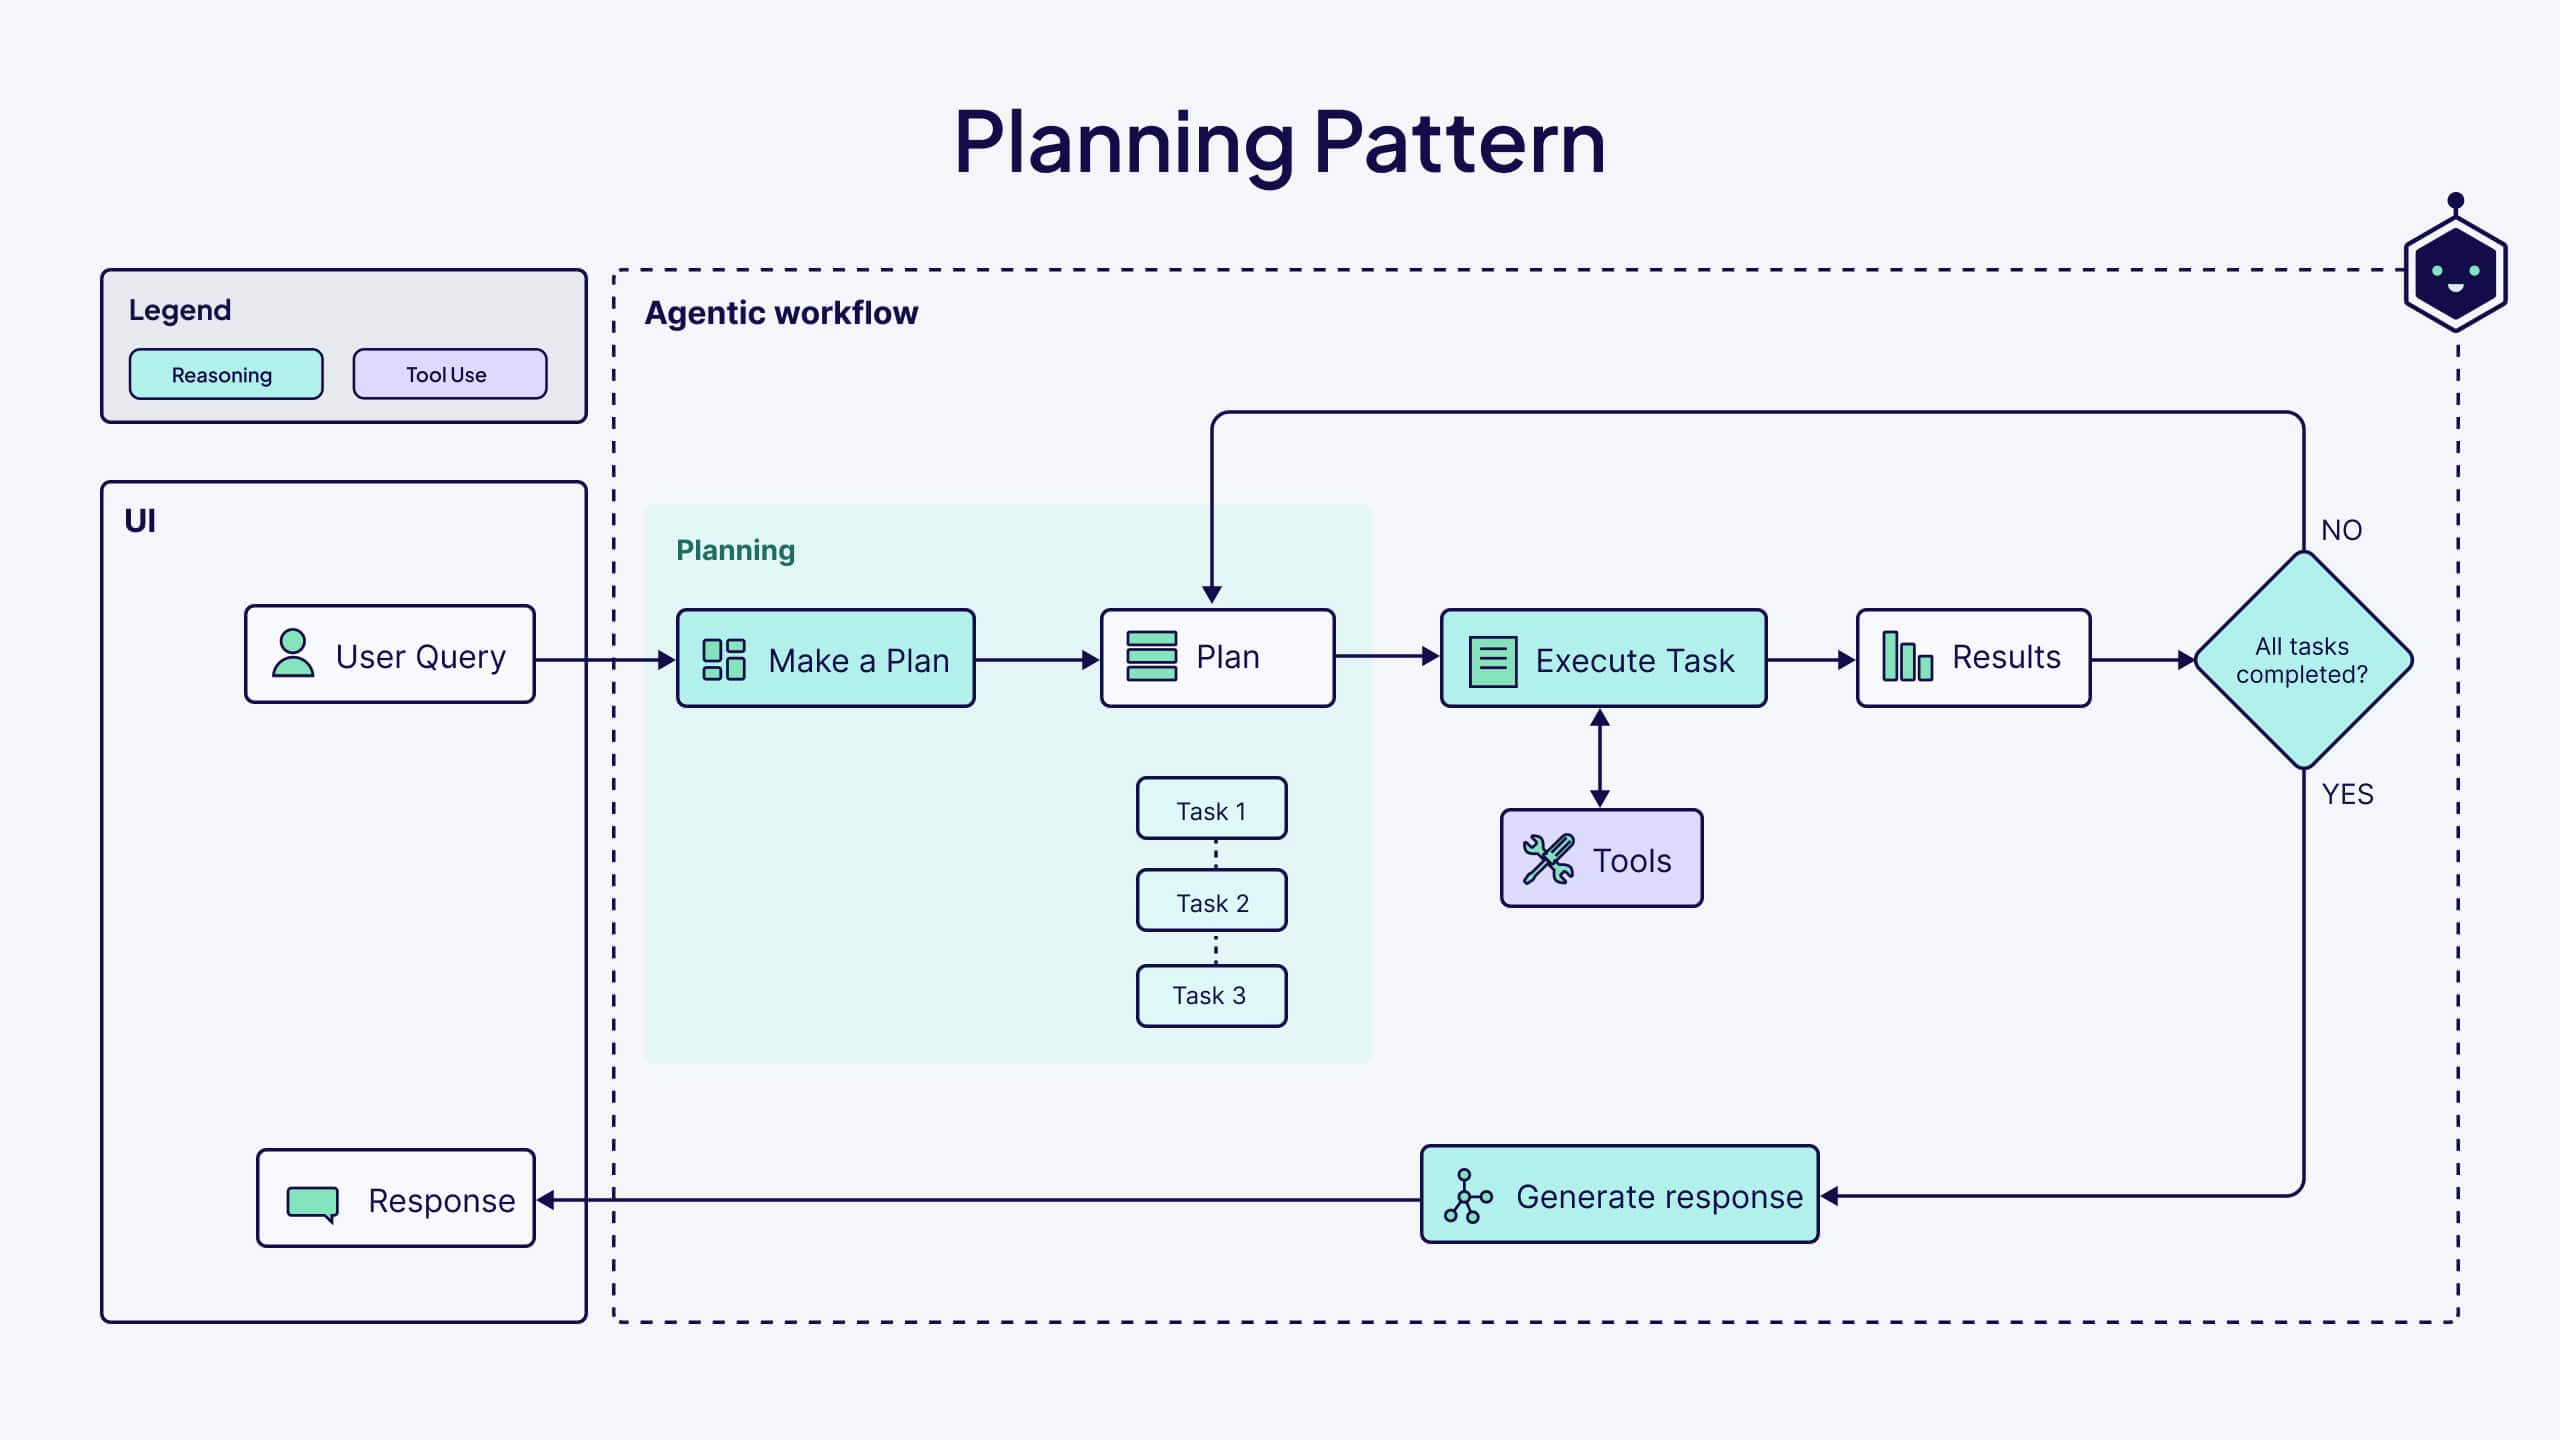 Planning Pattern
Legend
Reasoning
Tool Use
Agentic workflow
UI
Planning
User Query
Make a Plan
Plan
Execute Task
Results
NO
All tasks
completed?
YES
Task 1
Task 2
Task 3
Tools
Response
Generate response